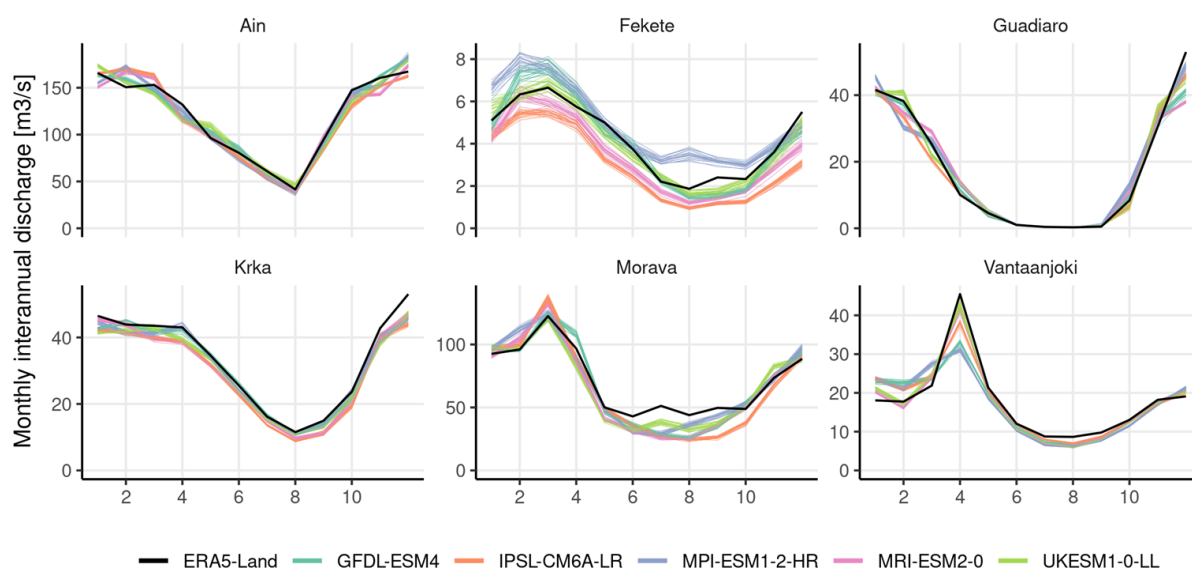 Ain
Fekete
Guadiaro
Monthly interannual discharge [m3/s]
150
100
50
0
8
6
4
2
0
40
20
0
Krka
Morava
Vantaanjoki
40
20
0
100
50
0
40
30
20
10
0
2 4 6 8 10
2 4 6 8 10
2 4 6 8 10
ERA5-Land GFDL-ESM4 IPSL-CM6A-LR MPI-ESM1-2-HR MRI-ESM2-0 UKESM1-0-LL